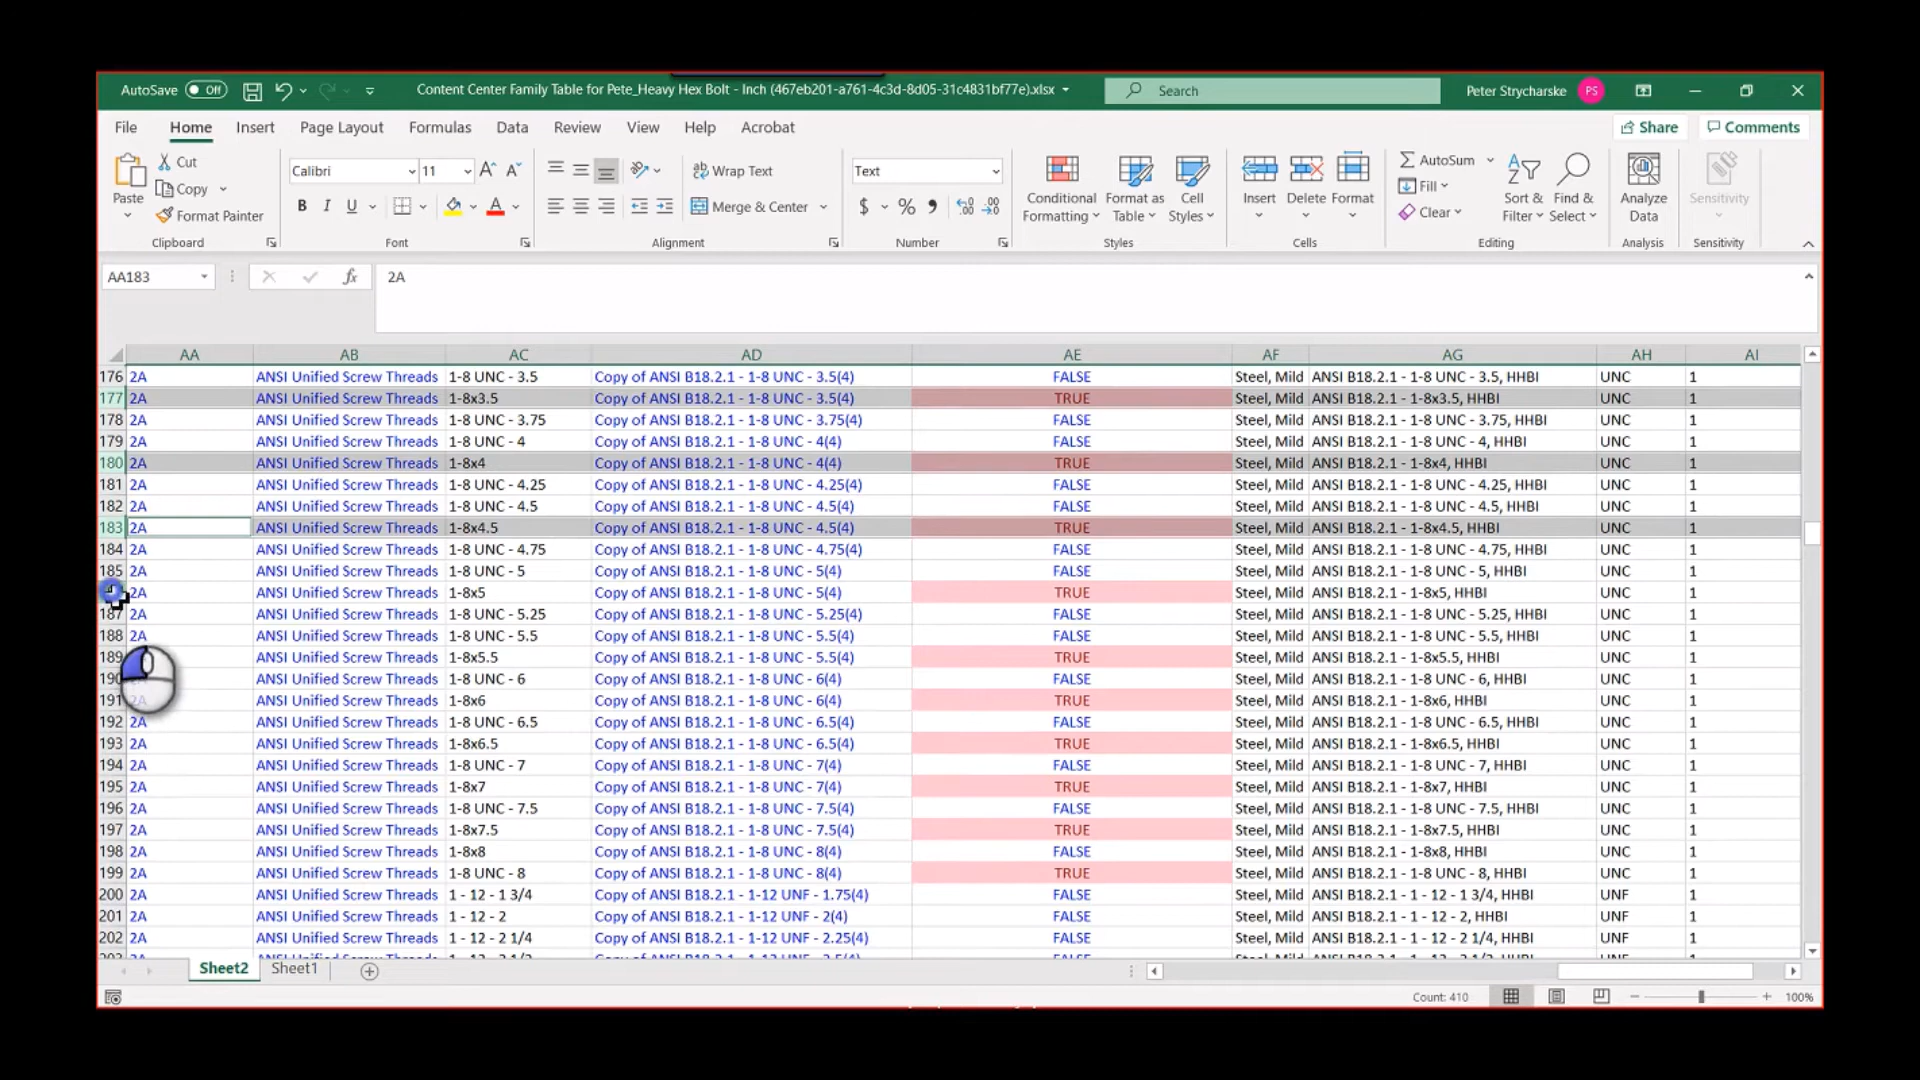 AutoSave Off Content Center Family Table for Pete_Heavy Hex Bolt - Inch (467eb201-a761-4c3d-8d05-31c4831bf77e).xlsx Search Peter Strycharske PS
File Home Insert Page Layout Formulas Data Review View Help Acrobat Share Comments
Paste Cut Copy Format Painter Clipboard
Calibri 11 B I U Font
Wrap Text Merge & Center Alignment
Text $ % Number
Conditional Formatting Format as Table Cell Styles Styles
Insert Delete Format Cells
AutoSum Fill Clear Sort & Filter Find & Select Editing
Analyze Data Analysis
Sensitivity Sensitivity
AA183 fx 2A
AA AB AC AD AE AF AG AH AI
176 2A ANSI Unified Screw Threads 1-8 UNC - 3.5 Copy of ANSI B18.2.1 - 1-8 UNC - 3.5(4) FALSE Steel, Mild ANSI B18.2.1 - 1-8 UNC - 3.5, HHBI UNC 1
177 2A ANSI Unified Screw Threads 1-8x3.5 Copy of ANSI B18.2.1 - 1-8 UNC - 3.5(4) TRUE Steel, Mild ANSI B18.2.1 - 1-8x3.5, HHBI UNC 1
178 2A ANSI Unified Screw Threads 1-8 UNC - 3.75 Copy of ANSI B18.2.1 - 1-8 UNC - 3.75(4) FALSE Steel, Mild ANSI B18.2.1 - 1-8 UNC - 3.75, HHBI UNC 1
179 2A ANSI Unified Screw Threads 1-8 UNC - 4 Copy of ANSI B18.2.1 - 1-8 UNC - 4(4) FALSE Steel, Mild ANSI B18.2.1 - 1-8 UNC - 4, HHBI UNC 1
180 2A ANSI Unified Screw Threads 1-8x4 Copy of ANSI B18.2.1 - 1-8 UNC - 4(4) TRUE Steel, Mild ANSI B18.2.1 - 1-8x4, HHBI UNC 1
181 2A ANSI Unified Screw Threads 1-8 UNC - 4.25 Copy of ANSI B18.2.1 - 1-8 UNC - 4.25(4) FALSE Steel, Mild ANSI B18.2.1 - 1-8 UNC - 4.25, HHBI UNC 1
182 2A ANSI Unified Screw Threads 1-8 UNC - 4.5 Copy of ANSI B18.2.1 - 1-8 UNC - 4.5(4) FALSE Steel, Mild ANSI B18.2.1 - 1-8 UNC - 4.5, HHBI UNC 1
183 2A ANSI Unified Screw Threads 1-8x4.5 Copy of ANSI B18.2.1 - 1-8 UNC - 4.5(4) TRUE Steel, Mild ANSI B18.2.1 - 1-8x4.5, HHBI UNC 1
184 2A ANSI Unified Screw Threads 1-8 UNC - 4.75 Copy of ANSI B18.2.1 - 1-8 UNC - 4.75(4) FALSE Steel, Mild ANSI B18.2.1 - 1-8 UNC - 4.75, HHBI UNC 1
185 2A ANSI Unified Screw Threads 1-8 UNC - 5 Copy of ANSI B18.2.1 - 1-8 UNC - 5(4) FALSE Steel, Mild ANSI B18.2.1 - 1-8 UNC - 5, HHBI UNC 1
2A ANSI Unified Screw Threads 1-8x5 Copy of ANSI B18.2.1 - 1-8 UNC - 5(4) TRUE Steel, Mild ANSI B18.2.1 - 1-8x5, HHBI UNC 1
187 2A ANSI Unified Screw Threads 1-8 UNC - 5.25 Copy of ANSI B18.2.1 - 1-8 UNC - 5.25(4) FALSE Steel, Mild ANSI B18.2.1 - 1-8 UNC - 5.25, HHBI UNC 1
188 2A ANSI Unified Screw Threads 1-8 UNC - 5.5 Copy of ANSI B18.2.1 - 1-8 UNC - 5.5(4) FALSE Steel, Mild ANSI B18.2.1 - 1-8 UNC - 5.5, HHBI UNC 1
189 ANSI Unified Screw Threads 1-8x5.5 Copy of ANSI B18.2.1 - 1-8 UNC - 5.5(4) TRUE Steel, Mild ANSI B18.2.1 - 1-8x5.5, HHBI UNC 1
190 ANSI Unified Screw Threads 1-8 UNC - 6 Copy of ANSI B18.2.1 - 1-8 UNC - 6(4) FALSE Steel, Mild ANSI B18.2.1 - 1-8 UNC - 6, HHBI UNC 1
191 2A ANSI Unified Screw Threads 1-8x6 Copy of ANSI B18.2.1 - 1-8 UNC - 6(4) TRUE Steel, Mild ANSI B18.2.1 - 1-8x6, HHBI UNC 1
192 2A ANSI Unified Screw Threads 1-8 UNC - 6.5 Copy of ANSI B18.2.1 - 1-8 UNC - 6.5(4) FALSE Steel, Mild ANSI B18.2.1 - 1-8 UNC - 6.5, HHBI UNC 1
193 2A ANSI Unified Screw Threads 1-8x6.5 Copy of ANSI B18.2.1 - 1-8 UNC - 6.5(4) TRUE Steel, Mild ANSI B18.2.1 - 1-8x6.5, HHBI UNC 1
194 2A ANSI Unified Screw Threads 1-8 UNC - 7 Copy of ANSI B18.2.1 - 1-8 UNC - 7(4) FALSE Steel, Mild ANSI B18.2.1 - 1-8 UNC - 7, HHBI UNC 1
195 2A ANSI Unified Screw Threads 1-8x7 Copy of ANSI B18.2.1 - 1-8 UNC - 7(4) TRUE Steel, Mild ANSI B18.2.1 - 1-8x7, HHBI UNC 1
196 2A ANSI Unified Screw Threads 1-8 UNC - 7.5 Copy of ANSI B18.2.1 - 1-8 UNC - 7.5(4) FALSE Steel, Mild ANSI B18.2.1 - 1-8 UNC - 7.5, HHBI UNC 1
197 2A ANSI Unified Screw Threads 1-8x7.5 Copy of ANSI B18.2.1 - 1-8 UNC - 7.5(4) TRUE Steel, Mild ANSI B18.2.1 - 1-8x7.5, HHBI UNC 1
198 2A ANSI Unified Screw Threads 1-8x8 Copy of ANSI B18.2.1 - 1-8 UNC - 8(4) FALSE Steel, Mild ANSI B18.2.1 - 1-8x8, HHBI UNC 1
199 2A ANSI Unified Screw Threads 1-8 UNC - 8 Copy of ANSI B18.2.1 - 1-8 UNC - 8(4) TRUE Steel, Mild ANSI B18.2.1 - 1-8 UNC - 8, HHBI UNC 1
200 2A ANSI Unified Screw Threads 1 - 12 - 1 3/4 Copy of ANSI B18.2.1 - 1-12 UNF - 1.75(4) FALSE Steel, Mild ANSI B18.2.1 - 1 - 12 - 1 3/4, HHBI UNF 1
201 2A ANSI Unified Screw Threads 1 - 12 - 2 Copy of ANSI B18.2.1 - 1-12 UNF - 2(4) FALSE Steel, Mild ANSI B18.2.1 - 1 - 12 - 2, HHBI UNF 1
202 2A ANSI Unified Screw Threads 1 - 12 - 2 1/4 Copy of ANSI B18.2.1 - 1-12 UNF - 2.25(4) FALSE Steel, Mild ANSI B18.2.1 - 1 - 12 - 2 1/4, HHBI UNF 1
Sheet2 Sheet1
Count: 410 100%